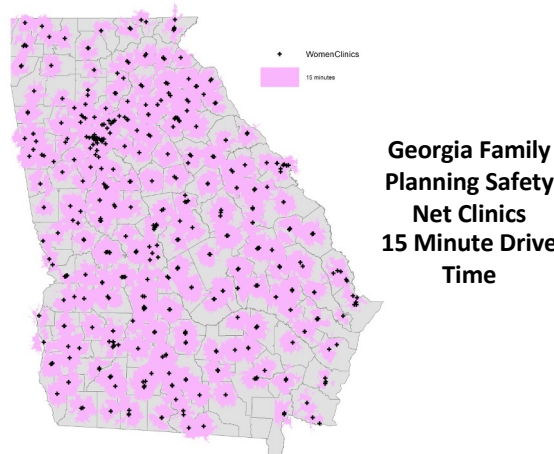 WomenClinics
15 minutes
Georgia Family
Planning Safety
Net Clinics
15 Minute Drive
Time